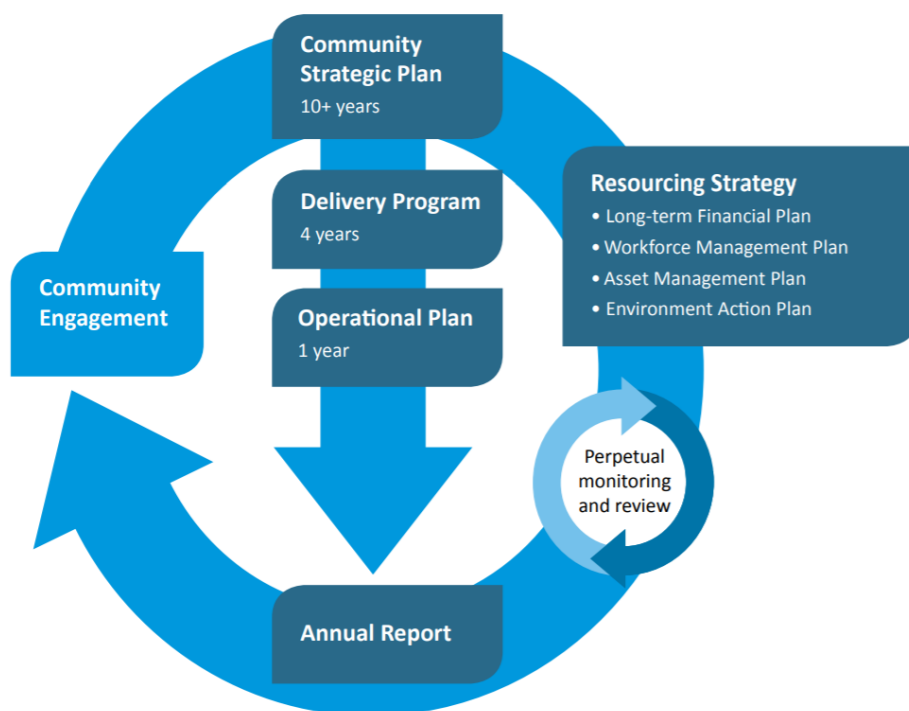 Community
Strategic Plan
10+ years
Delivery Program
4 years
Operational Plan
1 year
Resourcing Strategy
• Long-term Financial Plan
• Workforce Management Plan
• Asset Management Plan
• Environment Action Plan
Community
Engagement
Perpetual
monitoring
and review
Annual Report